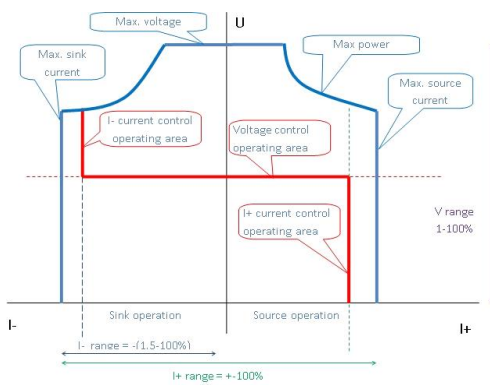 Max. voltage
U
Max. sink
current
Max power
Max. source
current
I- current control
operating area
Voltage control
operating area
I+ current control
operating area
V range
1-100%
Sink operation
Source operation
I-
I+
I- range = -(1.5-100%)
I+ range = +-100%